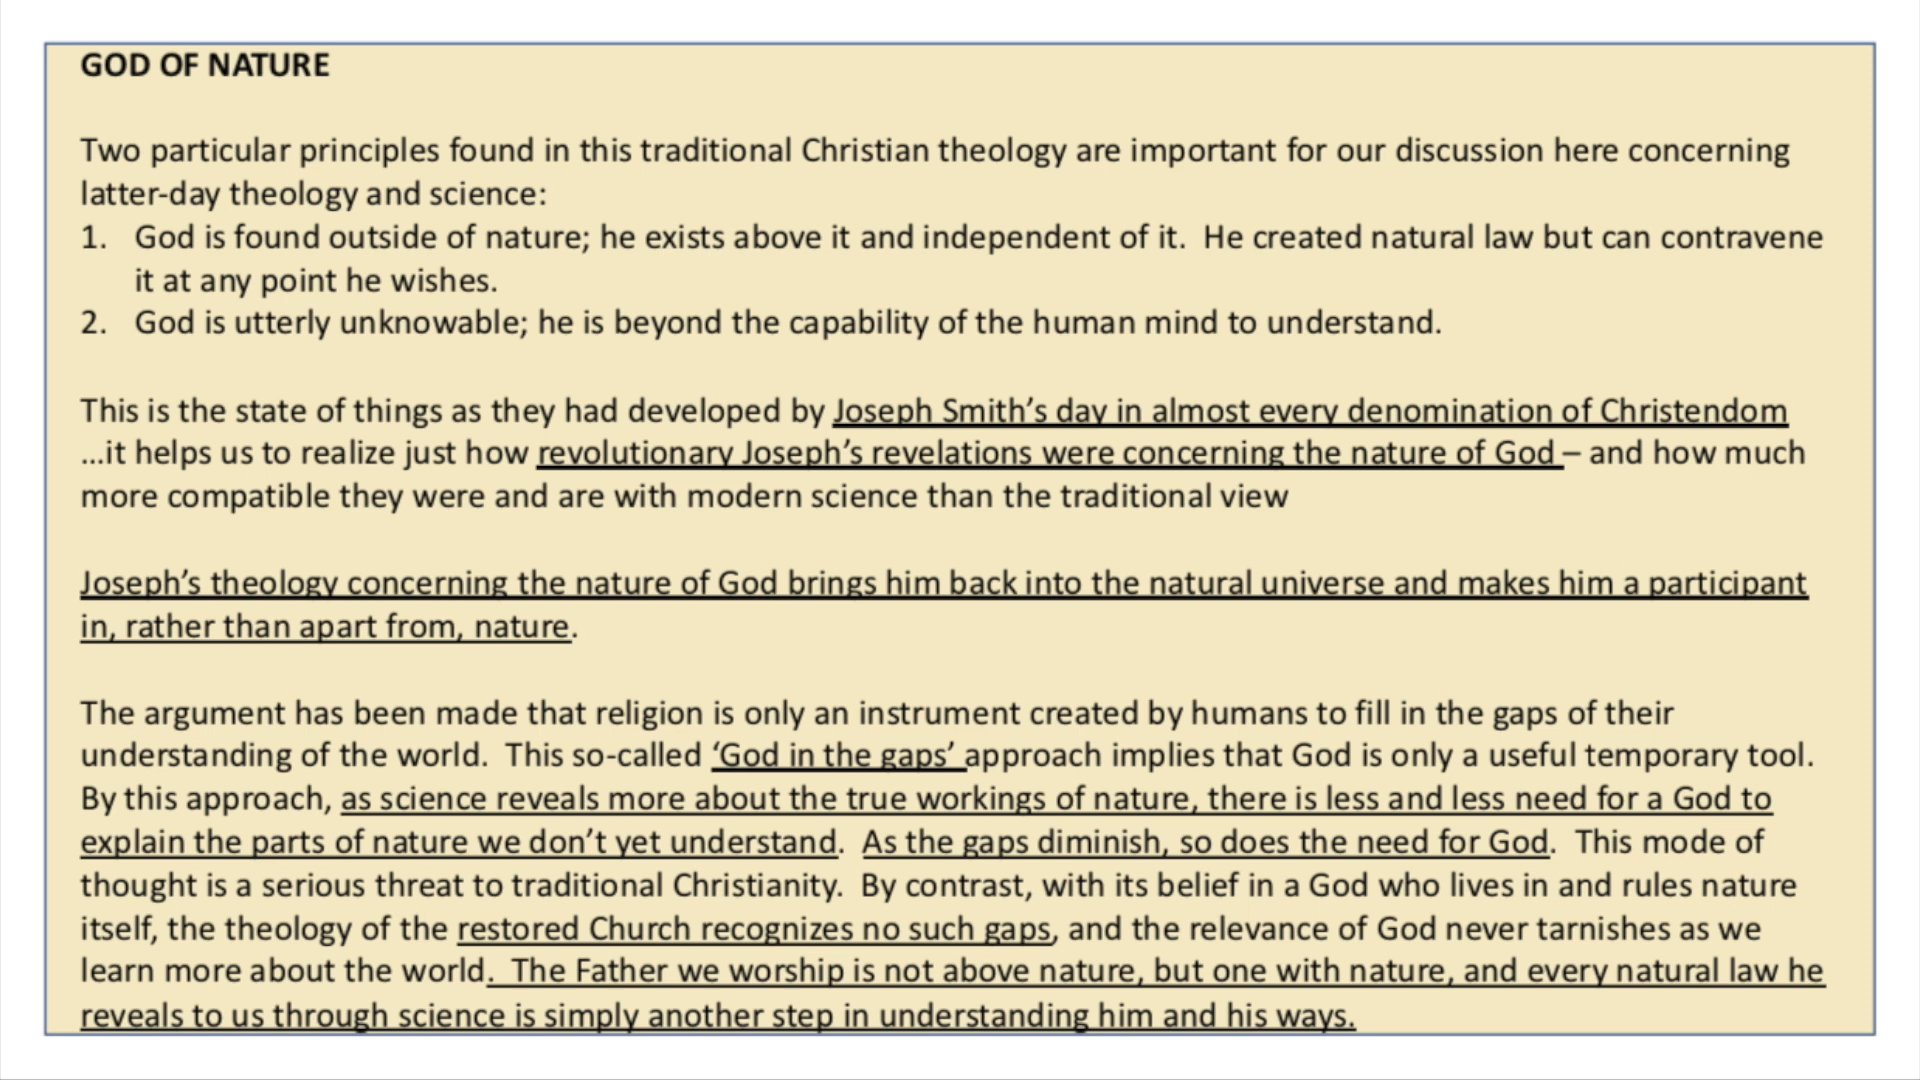 GOD OF NATURE
Two particular principles found in this traditional Christian theology are important for our discussion here concerning
latter-day theology and science:
1. God is found outside of nature; he exists above it and independent of it. He created natural law but can contravene
it at any point he wishes.
2. God is utterly unknowable; he is beyond the capability of the human mind to understand.
This is the state of things as they had developed by Joseph Smith’s day in almost every denomination of Christendom
...it helps us to realize just how revolutionary Joseph’s revelations were concerning the nature of God – and how much
more compatible they were and are with modern science than the traditional view
Joseph’s theology concerning the nature of God brings him back into the natural universe and makes him a participant
in, rather than apart from, nature.
The argument has been made that religion is only an instrument created by humans to fill in the gaps of their
understanding of the world. This so-called ‘God in the gaps’ approach implies that God is only a useful temporary tool.
By this approach, as science reveals more about the true workings of nature, there is less and less need for a God to
explain the parts of nature we don’t yet understand. As the gaps diminish, so does the need for God. This mode of
thought is a serious threat to traditional Christianity. By contrast, with its belief in a God who lives in and rules nature
itself, the theology of the restored Church recognizes no such gaps, and the relevance of God never tarnishes as we
learn more about the world. The Father we worship is not above nature, but one with nature, and every natural law he
reveals to us through science is simply another step in understanding him and his ways.